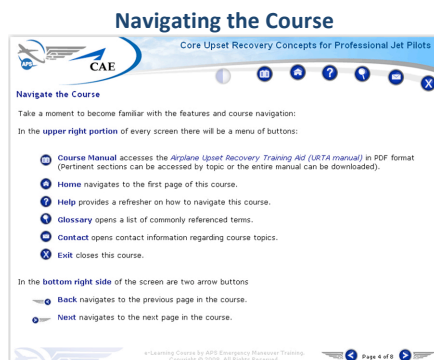 Navigating the Course
Core Upset Recovery Concepts for Professional Jet Pilots
APS
CAE
Navigate the Course
Take a moment to become familiar with the features and course navigation:
In the upper right portion of every screen there will be a menu of buttons:
Course Manual accesses the Airplane Upset Recovery Training Aid (URTA manual) in PDF format
(Pertinent sections can be accessed by topic or the entire manual can be downloaded).
Home navigates to the first page of this course.
? Help provides a refresher on how to navigate this course.
Glossary opens a list of commonly referenced terms.
Contact opens contact information regarding course topics.
X Exit closes this course.
In the bottom right side of the screen are two arrow buttons
Back navigates to the previous page in the course.
Next navigates to the next page in the course.
e-Learning Course by APS Emergency Maneuver Training.
Copyright © 2009. All Rights Reserved
Page 4 of 8